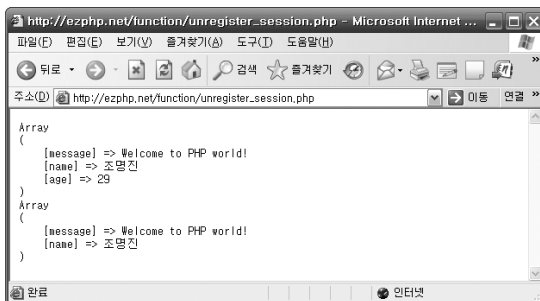 http://ezphp.net/function/unregister_session.php - Microsoft Internet ...
파일(F) 편집(E) 보기(V) 즐겨찾기(A) 도구(T) 도움말(H)
뒤로 검색 즐겨찾기
주소(D) http://ezphp.net/function/unregister_session.php 이동 연결 »
Array
(
[message] => Welcome to PHP world!
[name] => 조명진
[age] => 29
)
Array
(
[message] => Welcome to PHP world!
[name] => 조명진
)
완료 인터넷